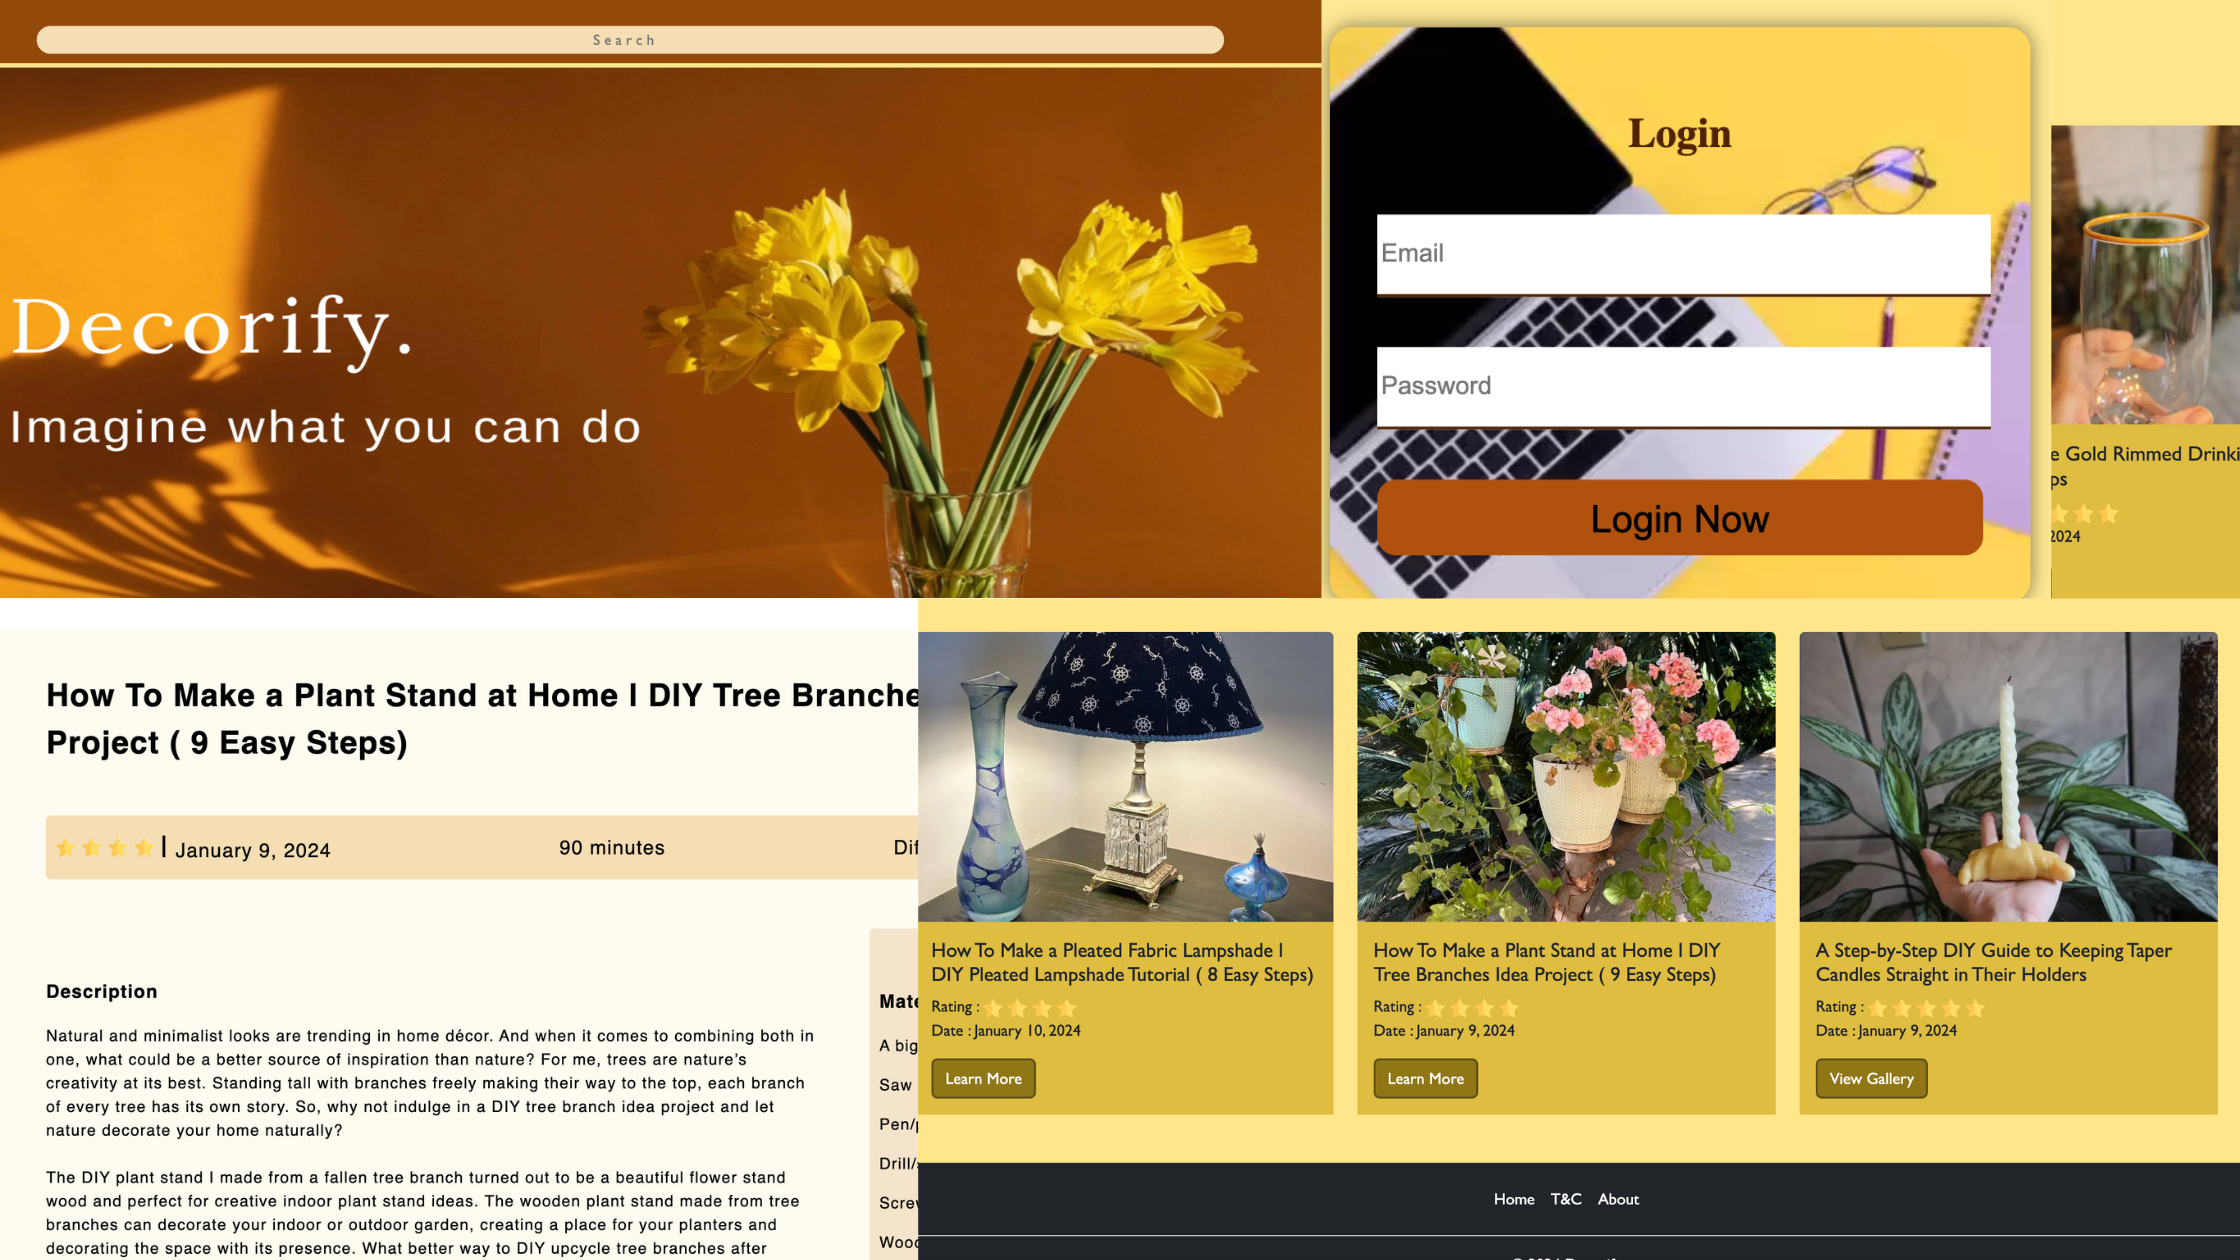 Search
Decorify.
Imagine what you can do
Login
Email
Password
Login Now
e Gold Rimmed Drinki
ps
2024
How To Make a Plant Stand at Home I DIY Tree Branche
Project ( 9 Easy Steps)
| January 9, 2024
90 minutes
Dif
Description
Natural and minimalist looks are trending in home décor. And when it comes to combining both in
one, what could be a better source of inspiration than nature? For me, trees are nature’s
creativity at its best. Standing tall with branches freely making their way to the top, each branch
of every tree has its own story. So, why not indulge in a DIY tree branch idea project and let
nature decorate your home naturally?
The DIY plant stand I made from a fallen tree branch turned out to be a beautiful flower stand
wood and perfect for creative indoor plant stand ideas. The wooden plant stand made from tree
branches can decorate your indoor or outdoor garden, creating a place for your planters and
decorating the space with its presence. What better way to DIY upcycle tree branches after
Mate
A big
Saw
Pen/
Drill/
Screw
Wood
How To Make a Pleated Fabric Lampshade I
DIY Pleated Lampshade Tutorial ( 8 Easy Steps)
Rating :
Date : January 10, 2024
Learn More
How To Make a Plant Stand at Home I DIY
Tree Branches Idea Project ( 9 Easy Steps)
Rating :
Date : January 9, 2024
Learn More
A Step-by-Step DIY Guide to Keeping Taper
Candles Straight in Their Holders
Rating :
Date : January 9, 2024
View Gallery
Home T&C About